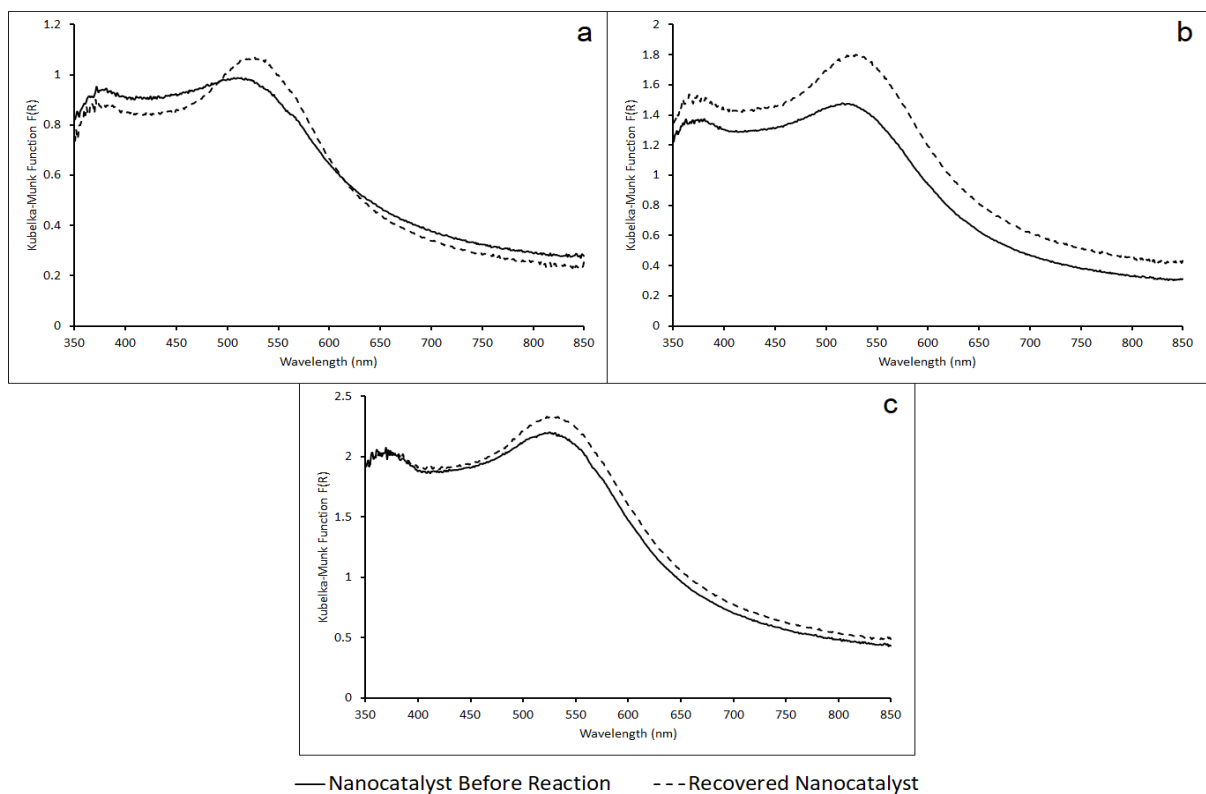 a
Kubelka-Munk Function F(R)
1.2
1
0.8
0.6
0.4
0.2
0
350 400 450 500 550 600 650 700 750 800 850
Wavelength (nm)
b
Kubelka-Munk Function F(R)
2
1.8
1.6
1.4
1.2
1
0.8
0.6
0.4
0.2
0
350 400 450 500 550 600 650 700 750 800 850
Wavelength (nm)
c
Kubelka-Munk Function F(R)
2.5
2
1.5
1
0.5
0
350 400 450 500 550 600 650 700 750 800 850
Wavelength (nm)
Nanocatalyst Before Reaction Recovered Nanocatalyst